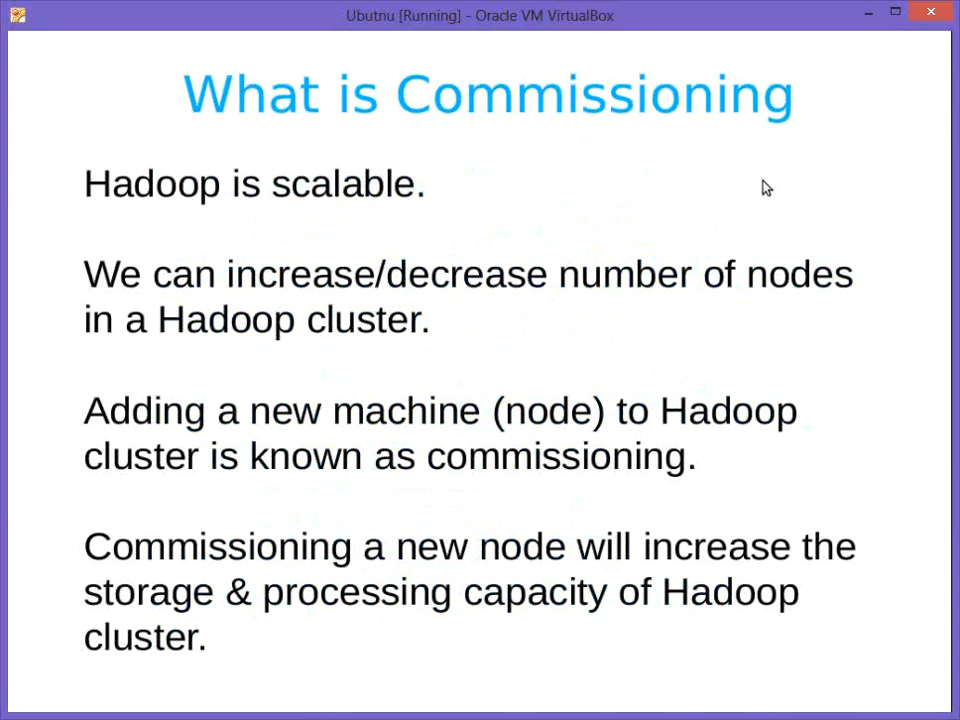 Ubutnu [Running] - Oracle VM VirtualBox
What is Commissioning
Hadoop is scalable.
We can increase/decrease number of nodes
in a Hadoop cluster.
Adding a new machine (node) to Hadoop
cluster is known as commissioning.
Commissioning a new node will increase the
storage & processing capacity of Hadoop
cluster.